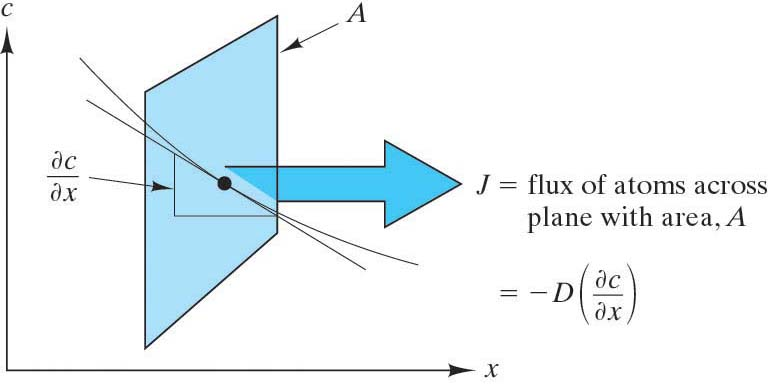 c
A
∂c
∂x
J = flux of atoms across
plane with area, A
= −D(∂c/∂x)
x